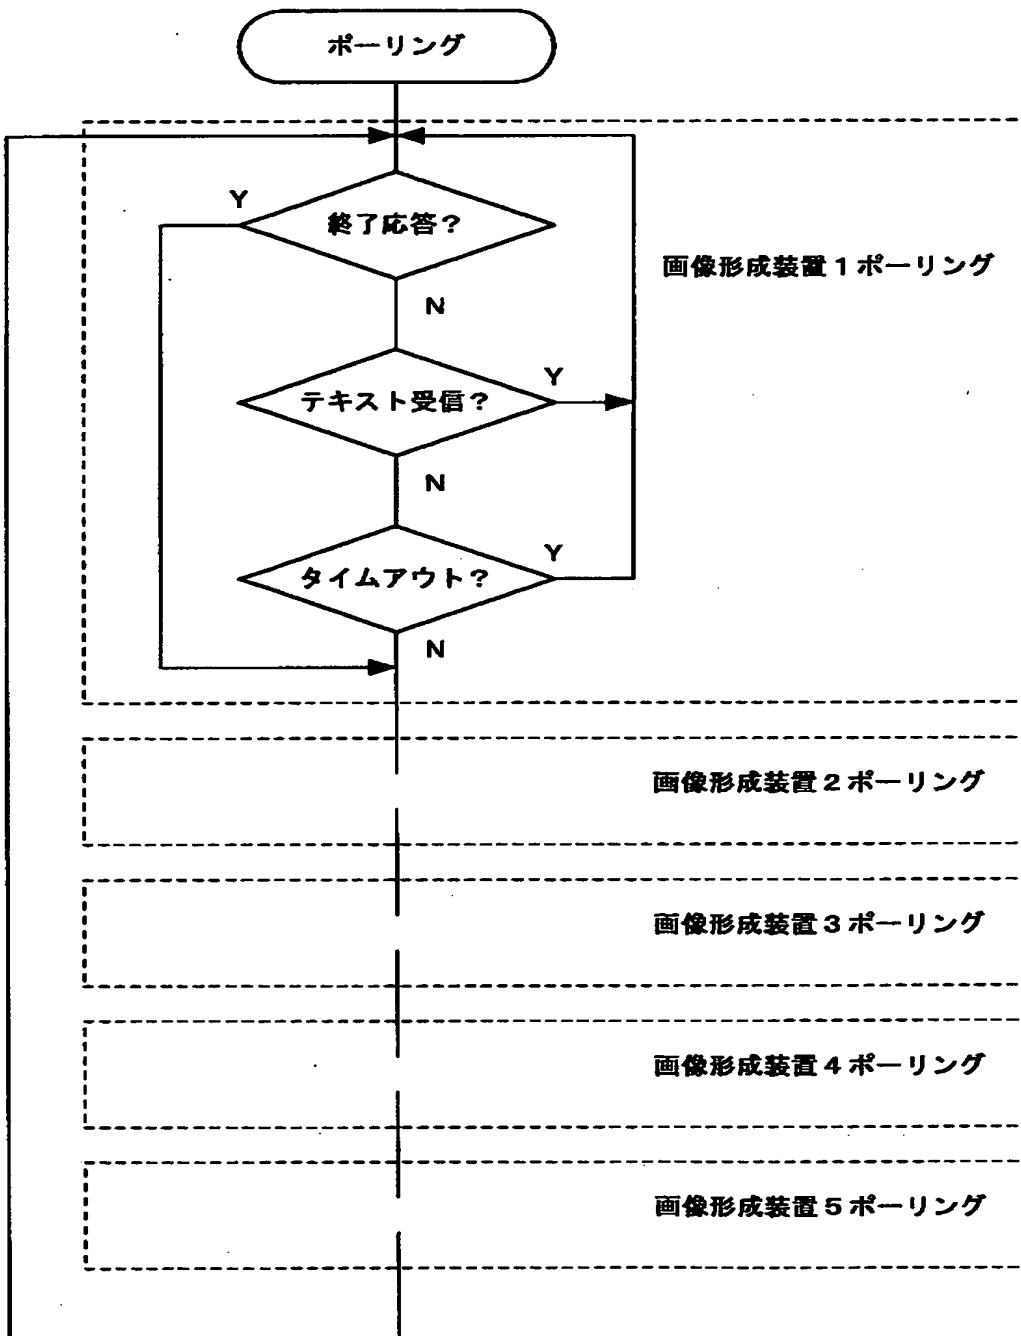 ポーリング
Y
終了応答？
画像形成装置１ポーリング
N
Y
テキスト受信？
N
Y
タイムアウト？
N
画像形成装置２ポーリング
画像形成装置３ポーリング
画像形成装置４ポーリング
画像形成装置５ポーリング